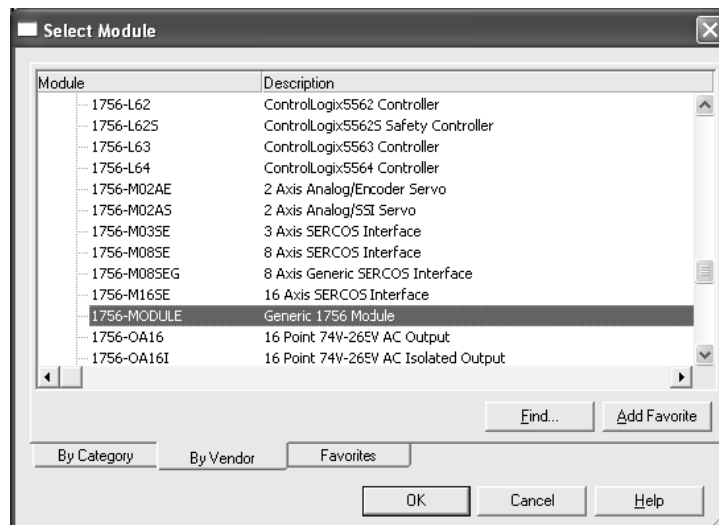 Select Module
Module Description
1756-L62 ControlLogix5562 Controller
1756-L62S ControlLogix5562S Safety Controller
1756-L63 ControlLogix5563 Controller
1756-L64 ControlLogix5564 Controller
1756-M02AE 2 Axis Analog/Encoder Servo
1756-M02AS 2 Axis Analog/SSI Servo
1756-M03SE 3 Axis SERCOS Interface
1756-M08SE 8 Axis SERCOS Interface
1756-M08SEG 8 Axis Generic SERCOS Interface
1756-M16SE 16 Axis SERCOS Interface
1756-MODULE Generic 1756 Module
1756-OA16 16 Point 74V-265V AC Output
1756-OA16I 16 Point 74V-265V AC Isolated Output
Find... Add Favorite
By Category By Vendor Favorites
OK Cancel Help